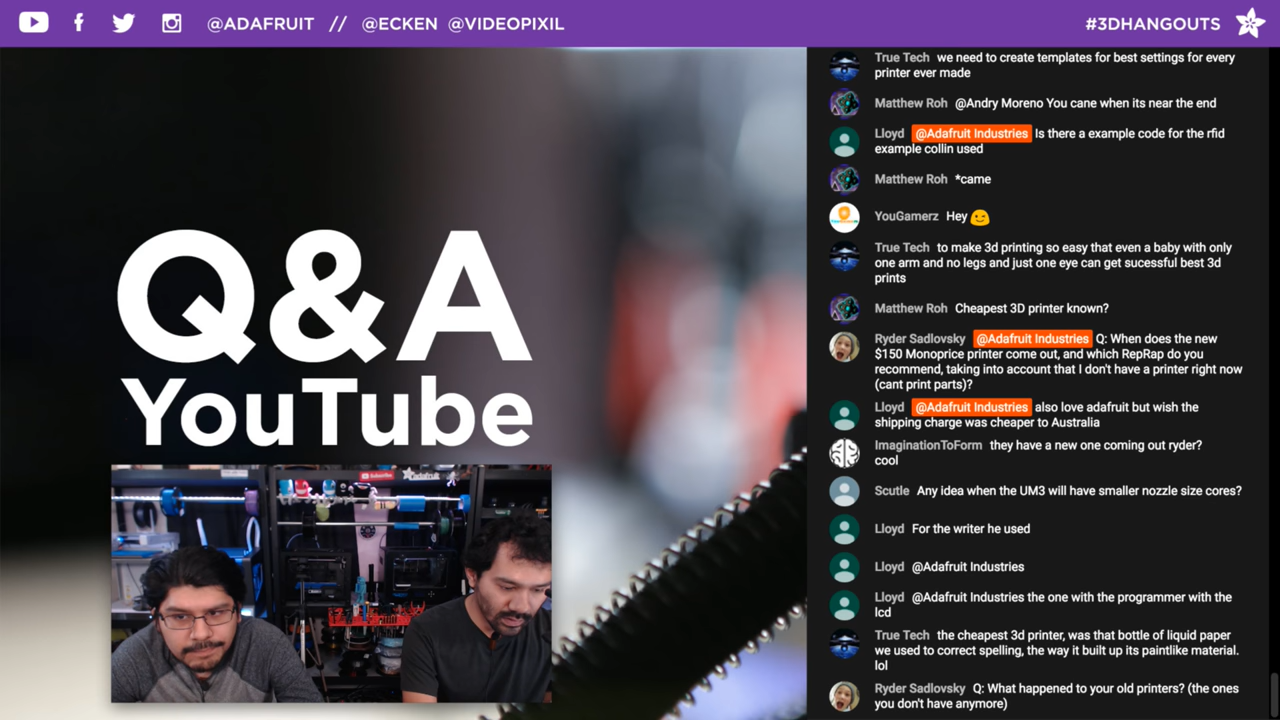 @ADAFRUIT // @ECKEN @VIDEOPIXIL
#3DHANGOUTS
Q&A
YouTube
Subscribe
adafruit
True Tech we need to create templates for best settings for every
printer ever made
Matthew Roh @Andry Moreno You cane when its near the end
Lloyd @Adafruit Industries Is there a example code for the rfid
example collin used
Matthew Roh *came
YouGamerz Hey 😉
True Tech to make 3d printing so easy that even a baby with only
one arm and no legs and just one eye can get sucessful best 3d
prints
Matthew Roh Cheapest 3D printer known?
Ryder Sadlovsky @Adafruit Industries Q: When does the new
$150 Monoprice printer come out, and which RepRap do you
recommend, taking into account that I don't have a printer right now
(cant print parts)?
Lloyd @Adafruit Industries also love adafruit but wish the
shipping charge was cheaper to Australia
ImaginationToForm they have a new one coming out ryder?
cool
Scutle Any idea when the UM3 will have smaller nozzle size cores?
Lloyd For the writer he used
Lloyd @Adafruit Industries
Lloyd @Adafruit Industries the one with the programmer with the
lcd
True Tech the cheapest 3d printer, was that bottle of liquid paper
we used to correct spelling, the way it built up its paintlike material.
lol
Ryder Sadlovsky Q: What happened to your old printers? (the ones
you don't have anymore)